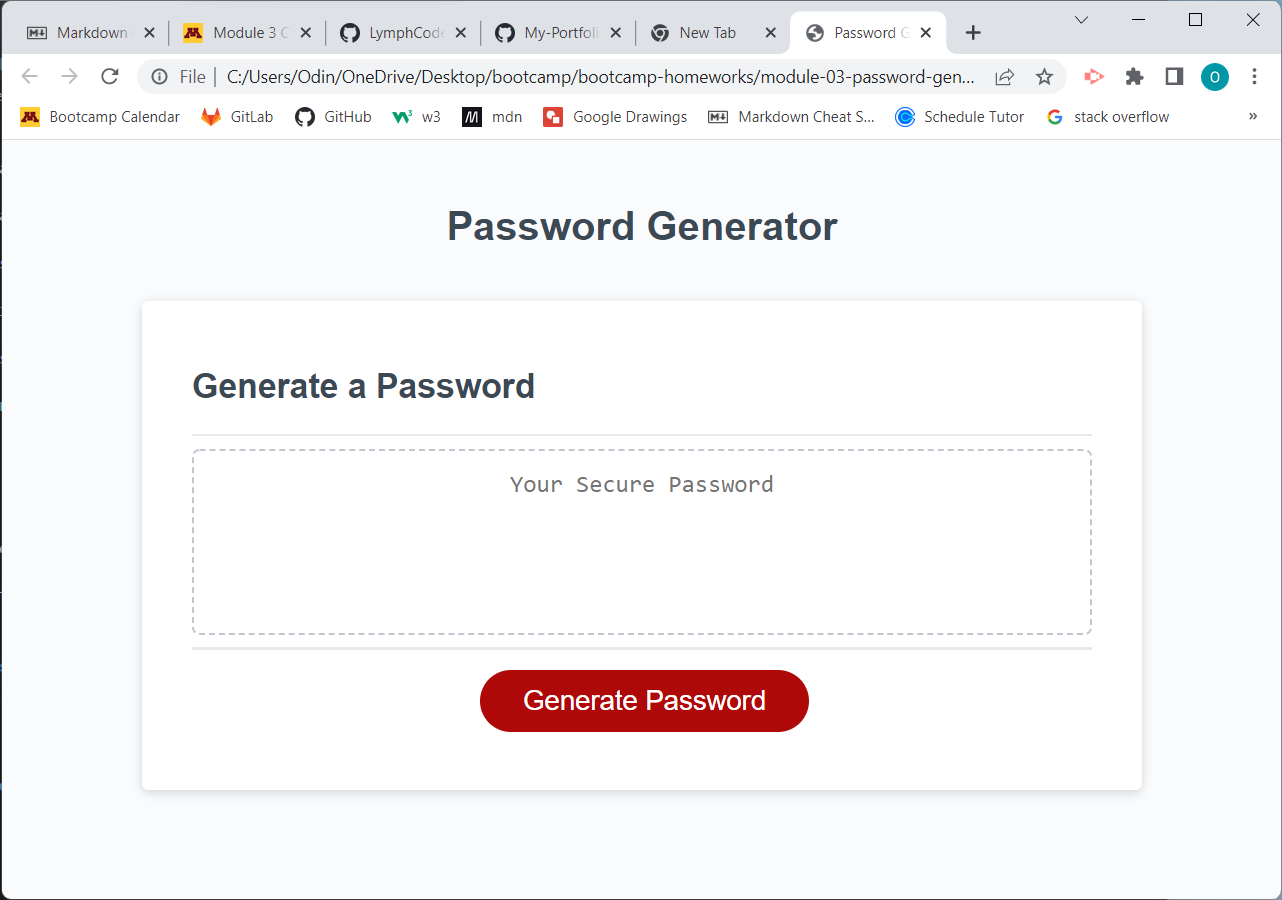 Markdown
Module 3 C
LymphCode
My-Portfoli
New Tab
Password G
File
C:/Users/Odin/OneDrive/Desktop/bootcamp/bootcamp-homeworks/module-03-password-gen...
O
Bootcamp Calendar
GitLab
GitHub
w3
mdn
Google Drawings
Markdown Cheat S...
Schedule Tutor
stack overflow
»
Password Generator
Generate a Password
Your Secure Password
Generate Password